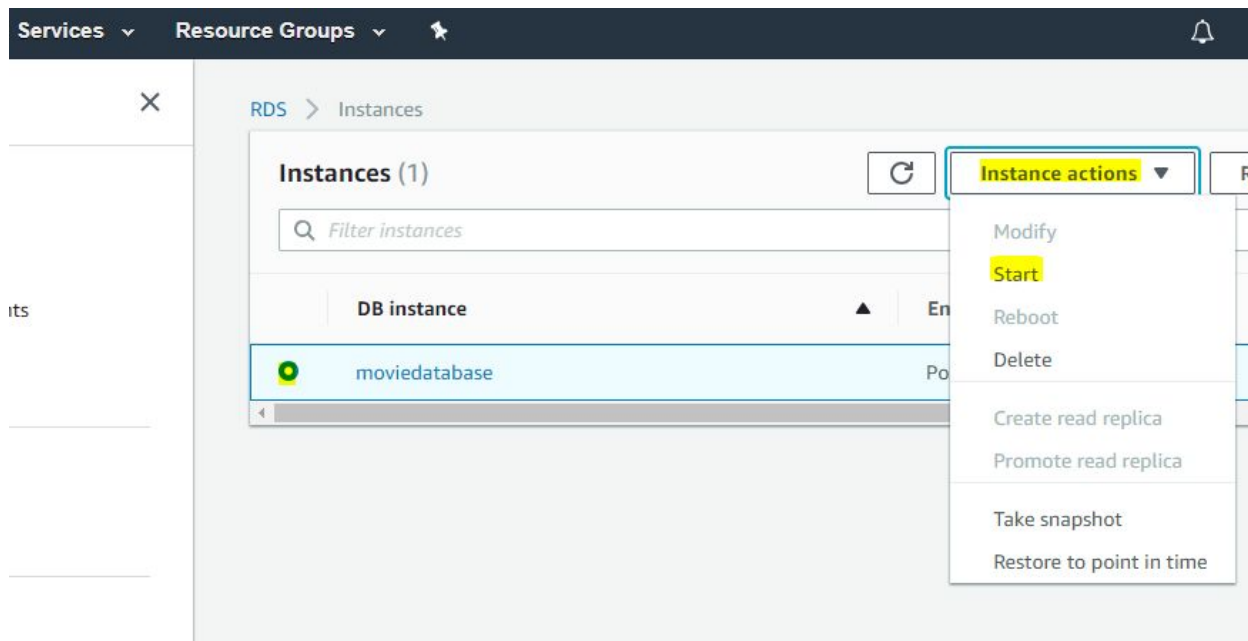 Services Resource Groups
RDS > Instances
Instances (1)
Instance actions
Filter instances
Modify
Start
Reboot
Delete
Create read replica
Promote read replica
Take snapshot
Restore to point in time
DB instance
moviedatabase